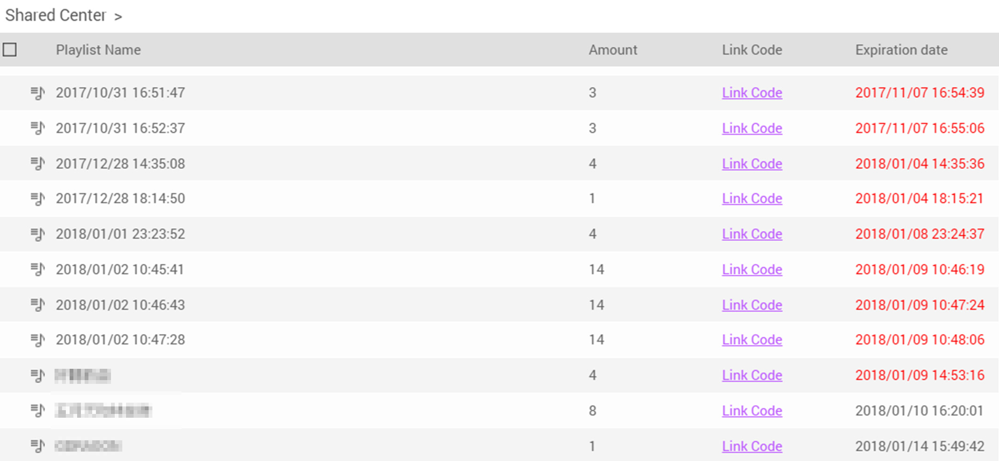 Shared Center >
Playlist Name Amount Link Code Expiration date
2017/10/31 16:51:47 3 Link Code 2017/11/07 16:54:39
2017/10/31 16:52:37 3 Link Code 2017/11/07 16:55:06
2017/12/28 14:35:08 4 Link Code 2018/01/04 14:35:36
2017/12/28 18:14:50 1 Link Code 2018/01/04 18:15:21
2018/01/01 23:23:52 4 Link Code 2018/01/08 23:24:37
2018/01/02 10:45:41 14 Link Code 2018/01/09 10:46:19
2018/01/02 10:46:43 14 Link Code 2018/01/09 10:47:24
2018/01/02 10:47:28 14 Link Code 2018/01/09 10:48:06
4 Link Code 2018/01/09 14:53:16
8 Link Code 2018/01/10 16:20:01
1 Link Code 2018/01/14 15:49:42